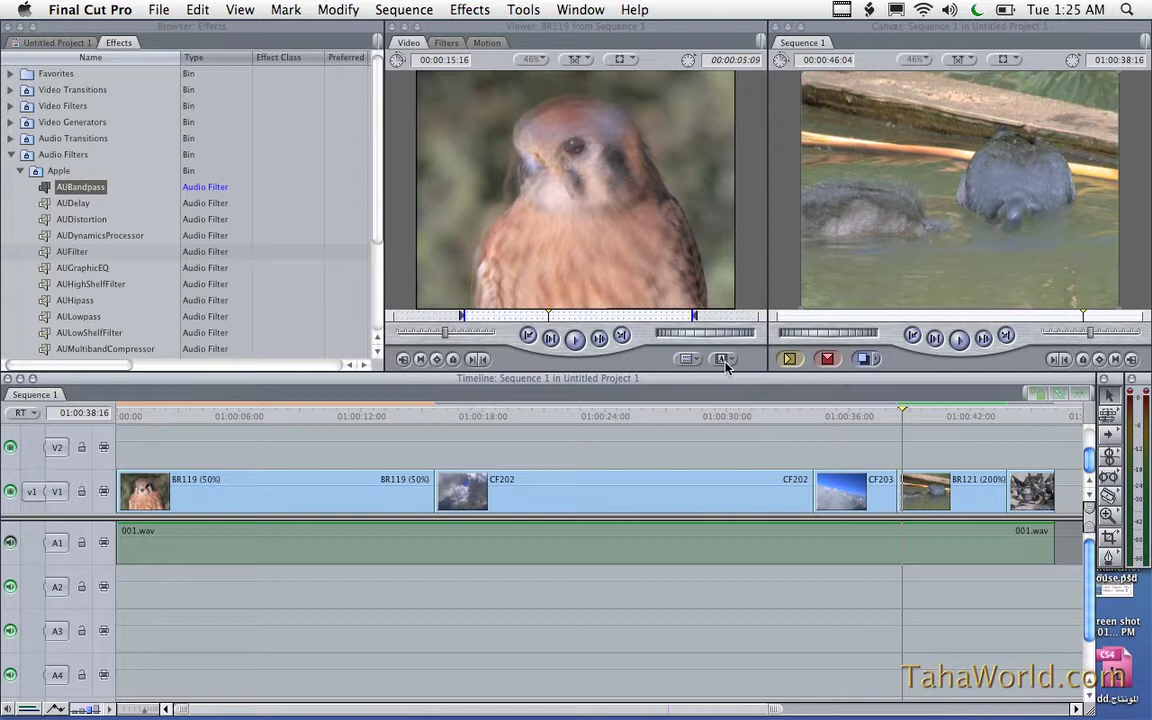 Final Cut Pro File Edit View Mark Modify Sequence Effects Tools Window Help Tue 1:25 AM
Browser: Effects
Viewer: BR119 from Sequence 1
Canvas: Sequence 1 in Untitled Project 1
Untitled Project 1 Effects
Video Filters Motion
Sequence 1
Name Type Effect Class Preferred
00:00:15:16 46% 00:00:05:09
00:00:46:04 46% 01:00:38:16
Favorites Bin
Video Transitions Bin
Video Filters Bin
Video Generators Bin
Audio Transitions Bin
Audio Filters Bin
Apple Bin
AUBandpass Audio Filter
AUDelay Audio Filter
AUDistortion Audio Filter
AUDynamicsProcessor Audio Filter
AUFilter Audio Filter
AUGraphicEQ Audio Filter
AUHighShelfFilter Audio Filter
AUHipass Audio Filter
AULowpass Audio Filter
AULowShelfFilter Audio Filter
AUMultibandCompressor Audio Filter
A
Timeline: Sequence 1 in Untitled Project 1
Sequence 1
RT 01:00:38:16 :00:00 01:00:06:00 01:00:12:00 01:00:18:00 01:00:24:00 01:00:30:00 01:00:36:00 01:00:42:00 01:
V2
v1 V1 BR119 (50%) BR119 (50%) CF202 CF202 CF203 BR121 (200%)
A1 001.wav 001.wav
A2
A3
A4
ouse.psd
reen shot
01... PM
CS4
TahaWorld.com